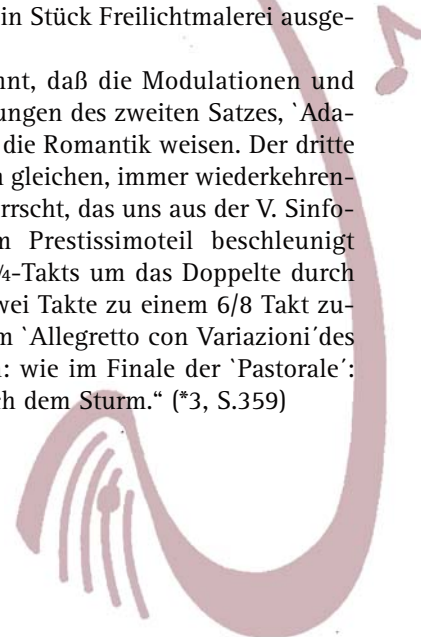 in Stück Freilichtmalerei ausge-
nnt, daß die Modulationen und
ungen des zweiten Satzes, `Ada-
die Romantik weisen. Der dritte
n gleichen, immer wiederkehren-
rrscht, das uns aus der V. Sinfo-
m Prestissimoteil beschleunigt
¼-Takts um das Doppelte durch
wei Takte zu einem 6/8 Takt zu-
m `Allegretto con Variazioni´des
: wie im Finale der `Pastorale´:
ch dem Sturm.“ (*3, S.359)